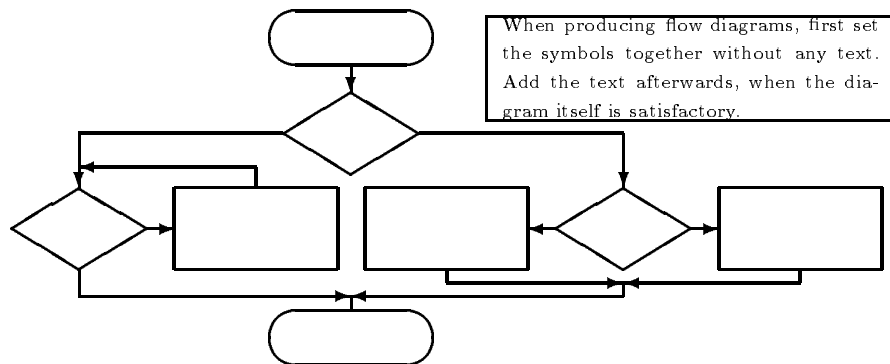 When producing flow diagrams, first set
the symbols together without any text.
Add the text afterwards, when the dia-
gram itself is satisfactory.